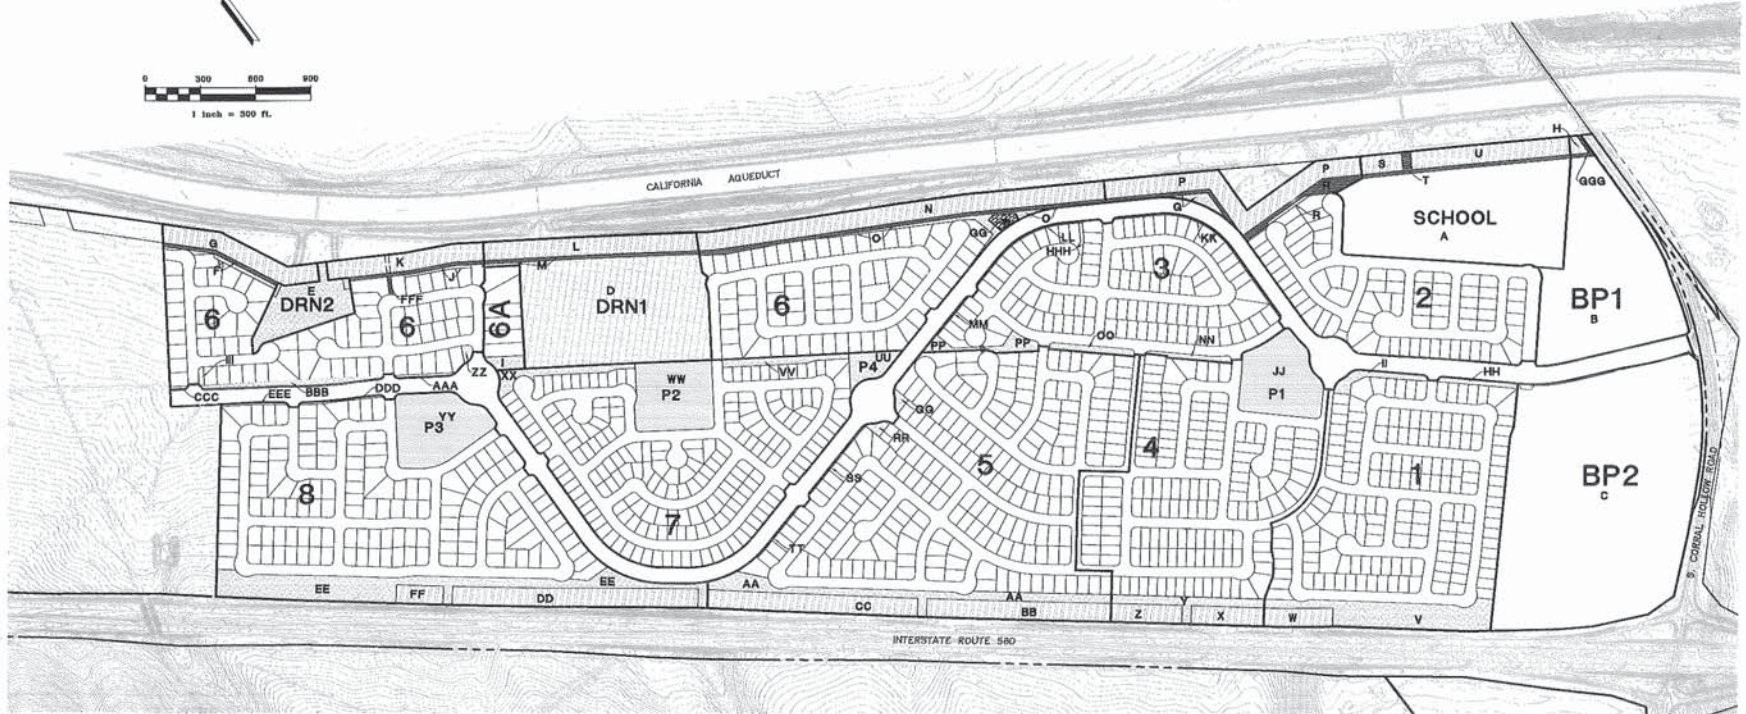 0 300 600 900
1 inch = 300 ft.
CALIFORNIA AQUEDUCT
H
P S U
T
GGG
P
R
G
N
O
G
R
SCHOOL
A
GG
O
LL
HHH
KK
G
L
K
F
J
M
E
DRN2
FFF
D
DRN1
6
6
6A
6
3
2
BP1
B
MM
PP
PP
OO
NN
III
ZZ
I
XX
VV
P4
UU
II
HH
CCC
EEE
BBB
DDD
AAA
WW
P2
JJ
P1
YY
P3
GG
RR
SS
8
7
5
4
1
BP2
C
S. CORRAL HOLLOW ROAD
TT
EE
FF
DD
EE
AA
CC
AA
BB
Z
Y
X
W
V
INTERSTATE ROUTE 580